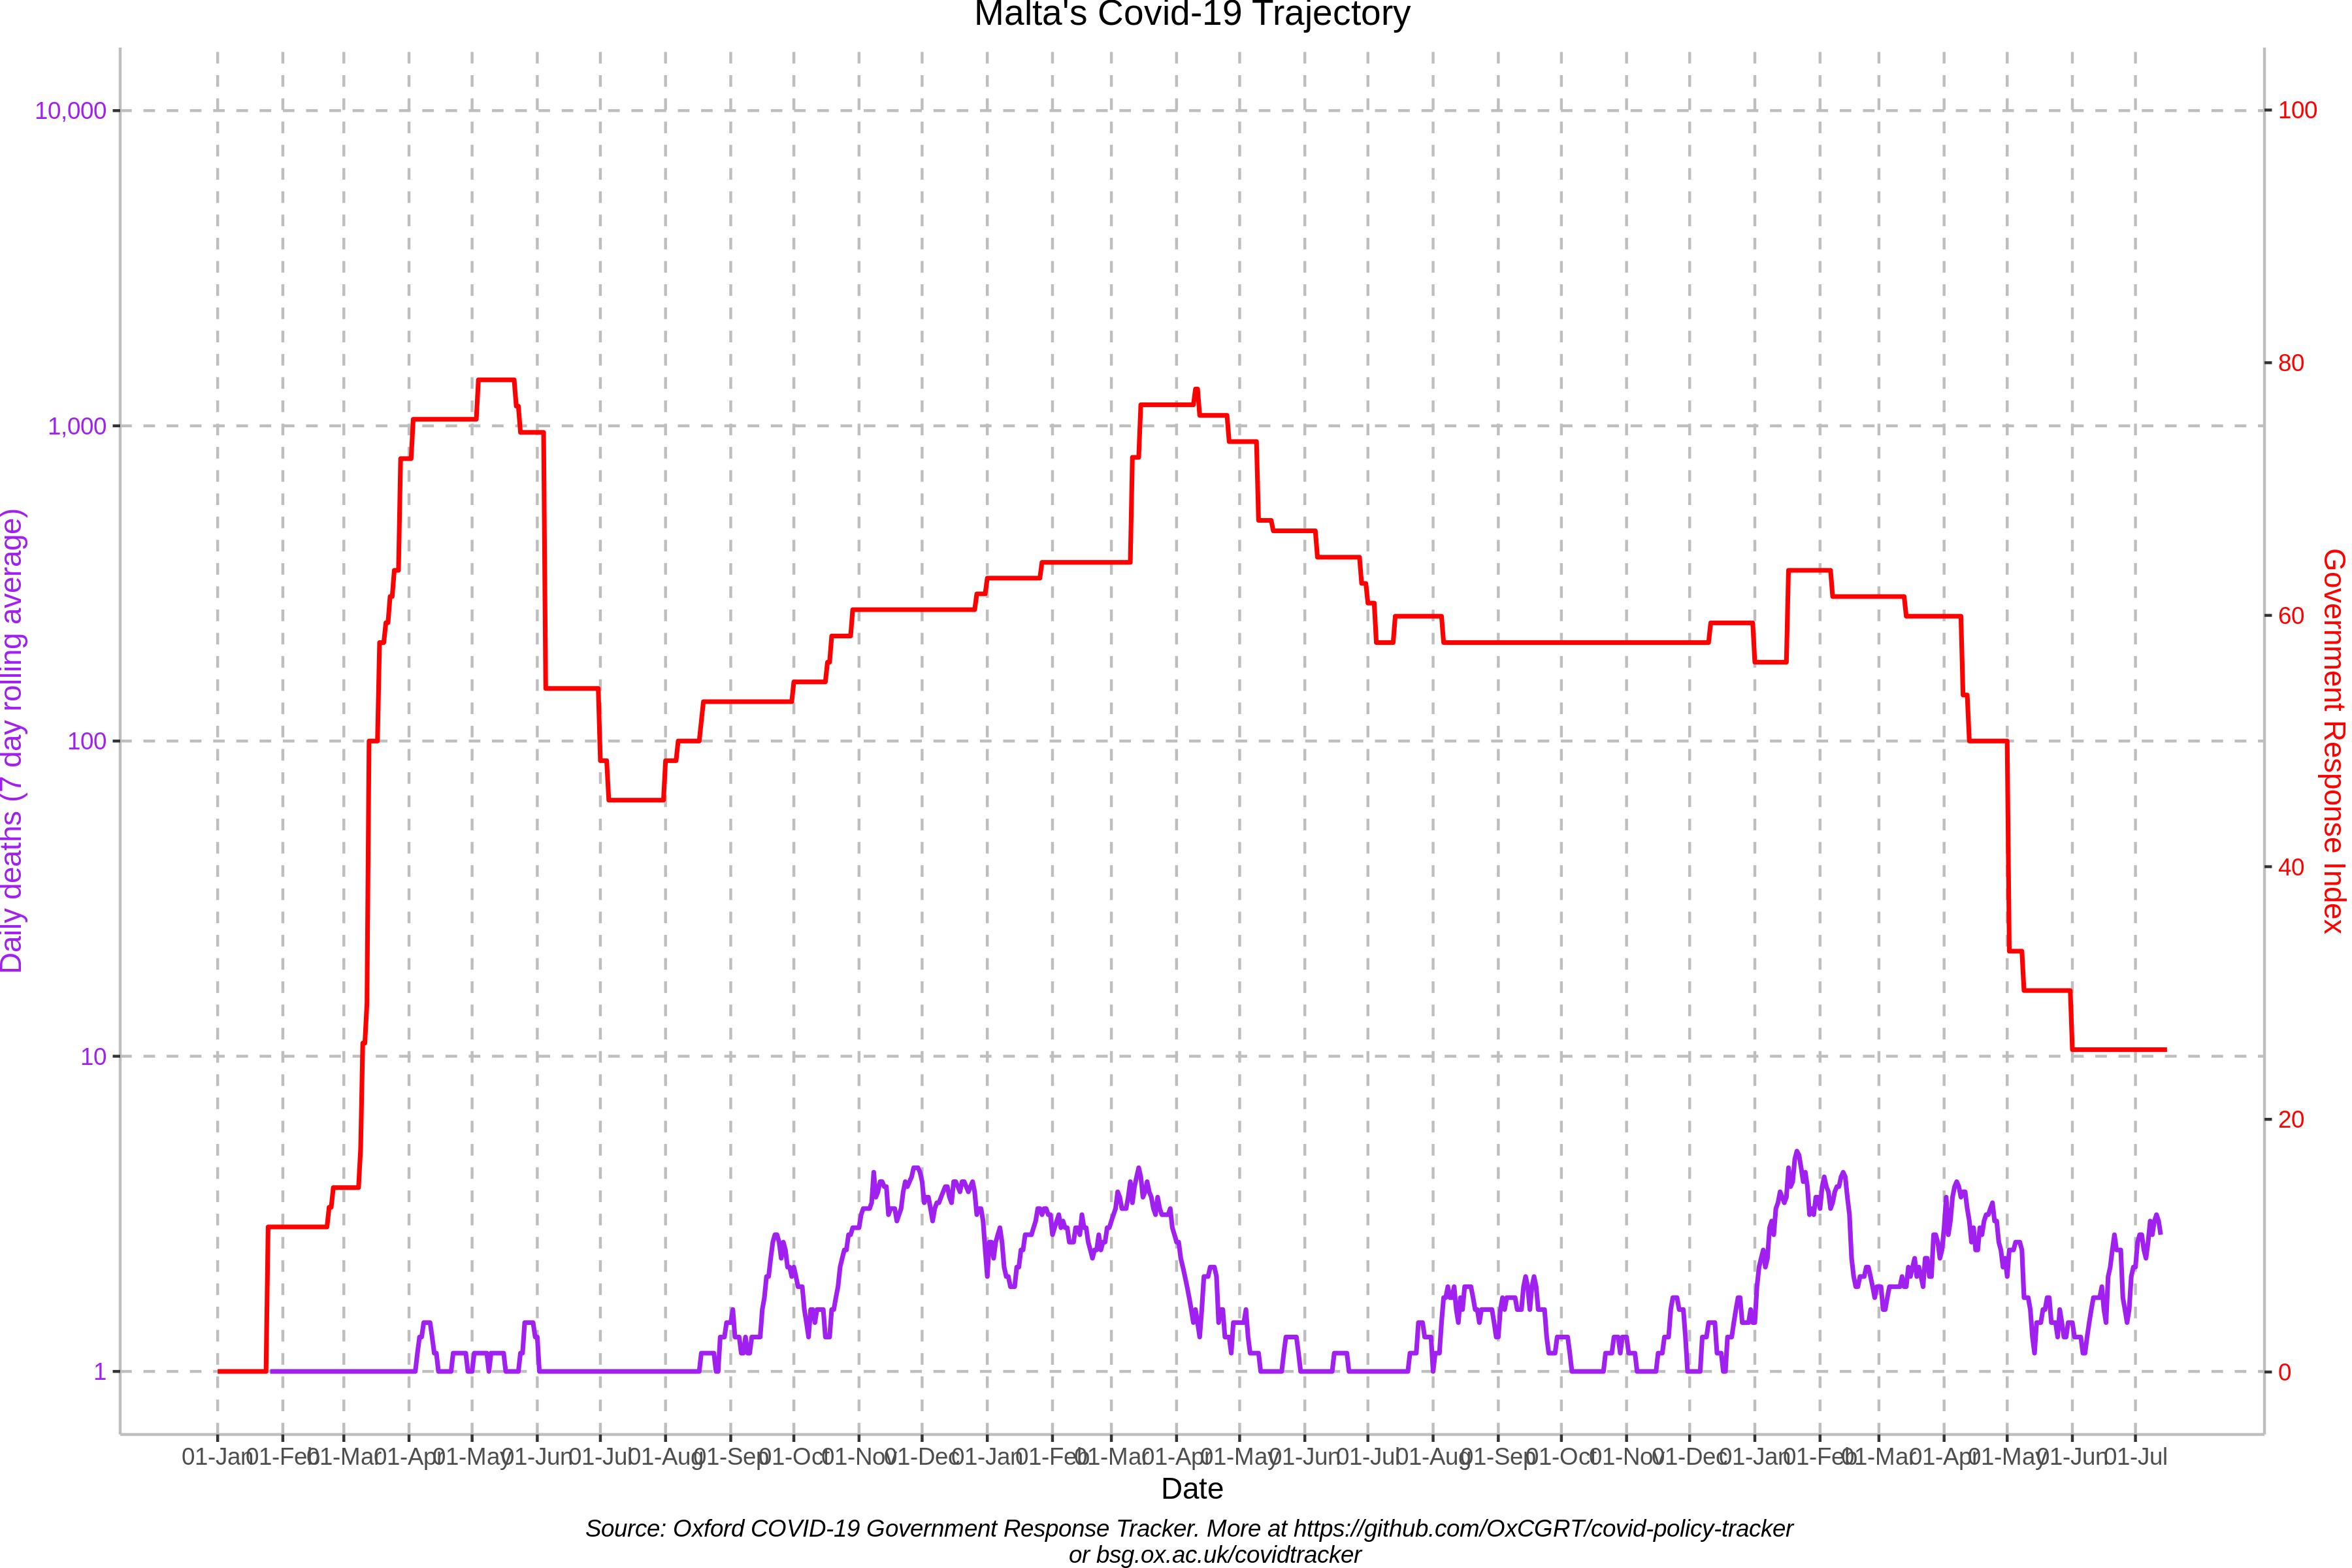 Malta's Covid-19 Trajectory
10,000
1,000
100
10
1
Daily deaths (7 day rolling average)
100
80
60
40
20
0
Government Response Index
01-Jan 01-Feb 01-Mar 01-Apr 01-May 01-Jun 01-Jul 01-Aug 01-Sep 01-Oct 01-Nov 01-Dec 01-Jan 01-Feb 01-Mar 01-Apr 01-May 01-Jun 01-Jul 01-Aug 01-Sep 01-Oct 01-Nov 01-Dec 01-Jan 01-Feb 01-Mar 01-Apr 01-May 01-Jun 01-Jul
Date
Source: Oxford COVID-19 Government Response Tracker. More at https://github.com/OxCGRT/covid-policy-tracker
or bsg.ox.ac.uk/covidtracker